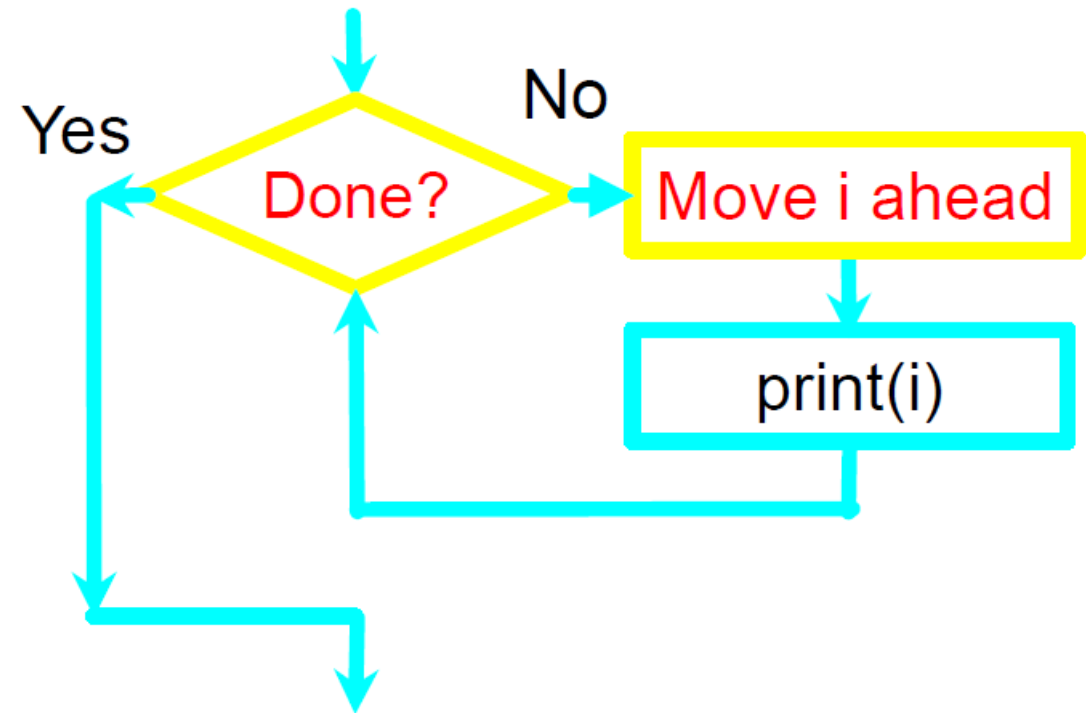 Yes
No
Done?
Move i ahead
print(i)